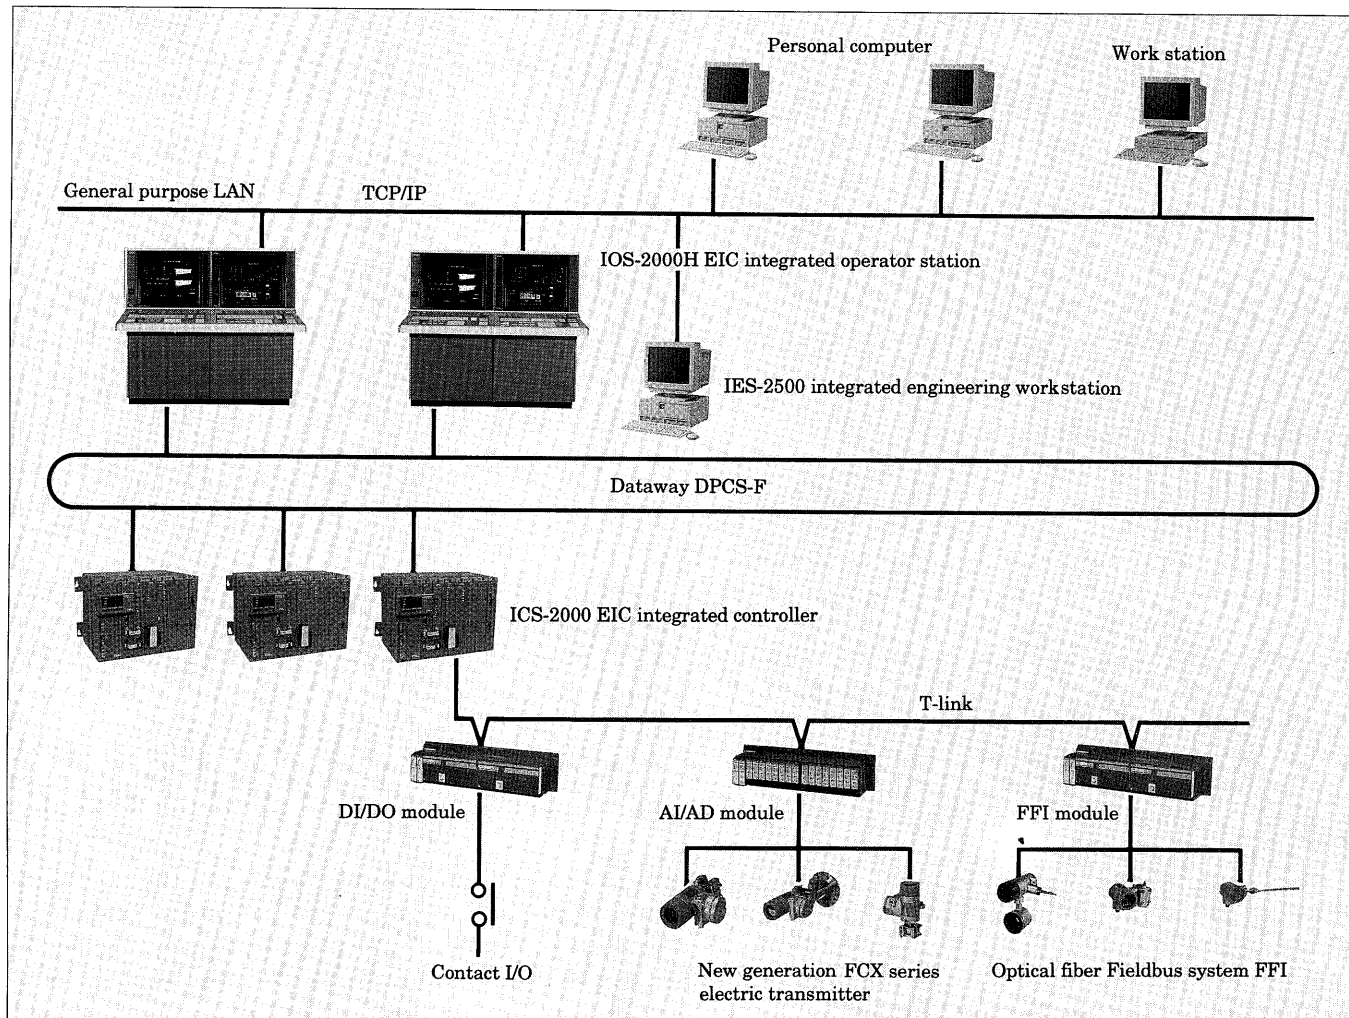 Personal computer
Work station
General purpose LAN
TCP/IP
IOS-2000H EIC integrated operator station
IES-2500 integrated engineering workstation
Dataway DPCS-F
ICS-2000 EIC integrated controller
T-link
DI/DO module
AI/AD module
FFI module
Contact I/O
New generation FCX series
electric transmitter
Optical fiber Fieldbus system FFI